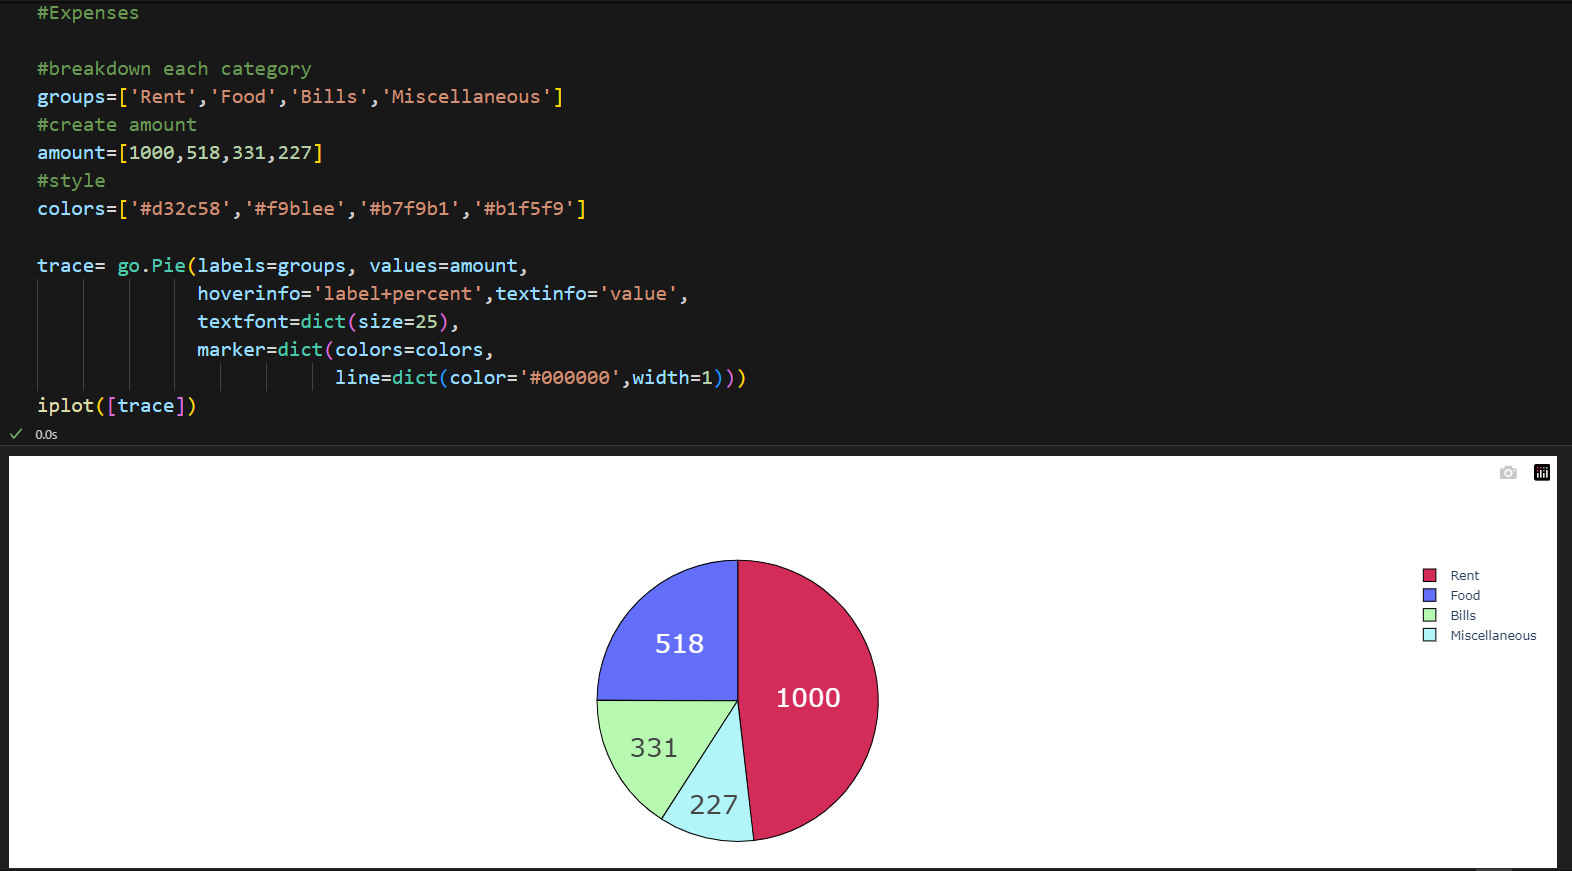 #Expenses
#breakdown each category
groups=['Rent','Food','Bills','Miscellaneous']
#create amount
amount=[1000,518,331,227]
#style
colors=['#d32c58','#f9blee','#b7f9b1','#b1f5f9']
trace= go.Pie(labels=groups, values=amount,
hoverinfo='label+percent',textinfo='value',
textfont=dict(size=25),
marker=dict(colors=colors,
line=dict(color='#000000',width=1)))
iplot([trace])
0.0s
Rent
Food
Bills
Miscellaneous
518
1000
331
227